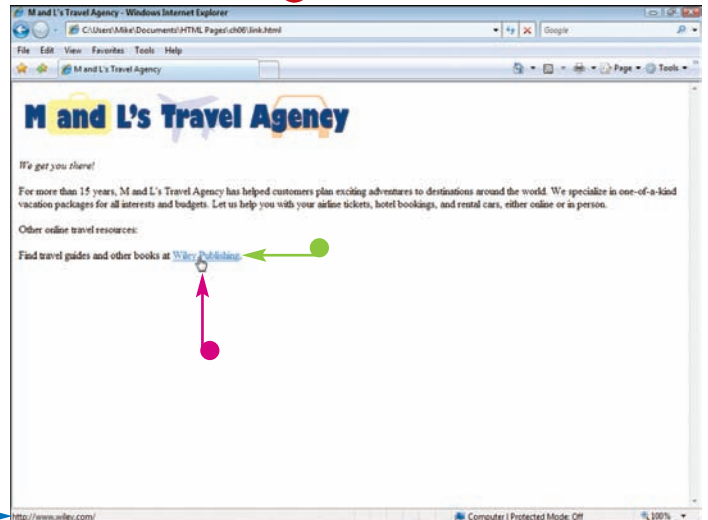 M and L's Travel Agency - Windows Internet Explorer
C:\Users\Mike\Documents\HTML Pages\ch06\link.html
Google
File Edit View Favorites Tools Help
M and L's Travel Agency
Page Tools
M and L's Travel Agency
We get you there!
For more than 15 years, M and L's Travel Agency has helped customers plan exciting adventures to destinations around the world. We specialize in one-of-a-kind
vacation packages for all interests and budgets. Let us help you with your airline tickets, hotel bookings, and rental cars, either online or in person.
Other online travel resources:
Find travel guides and other books at Wiley Publishing.
http://www.wiley.com/
Computer | Protected Mode: Off
100%